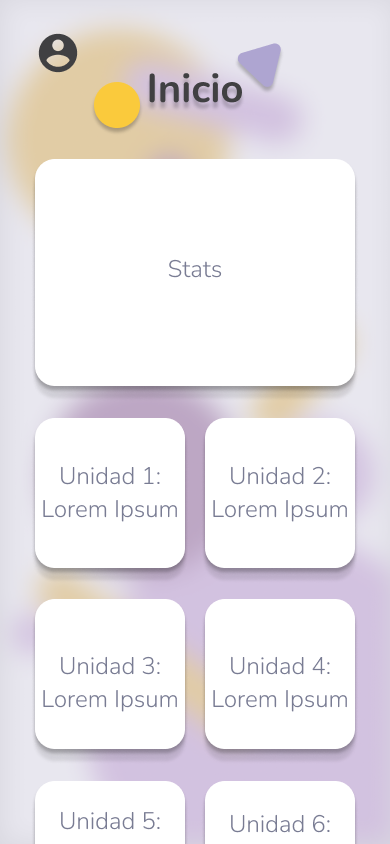 Inicio
Stats
Unidad 1:
Lorem Ipsum
Unidad 2:
Lorem Ipsum
Unidad 3:
Lorem Ipsum
Unidad 4:
Lorem Ipsum
Unidad 5:
Unidad 6: